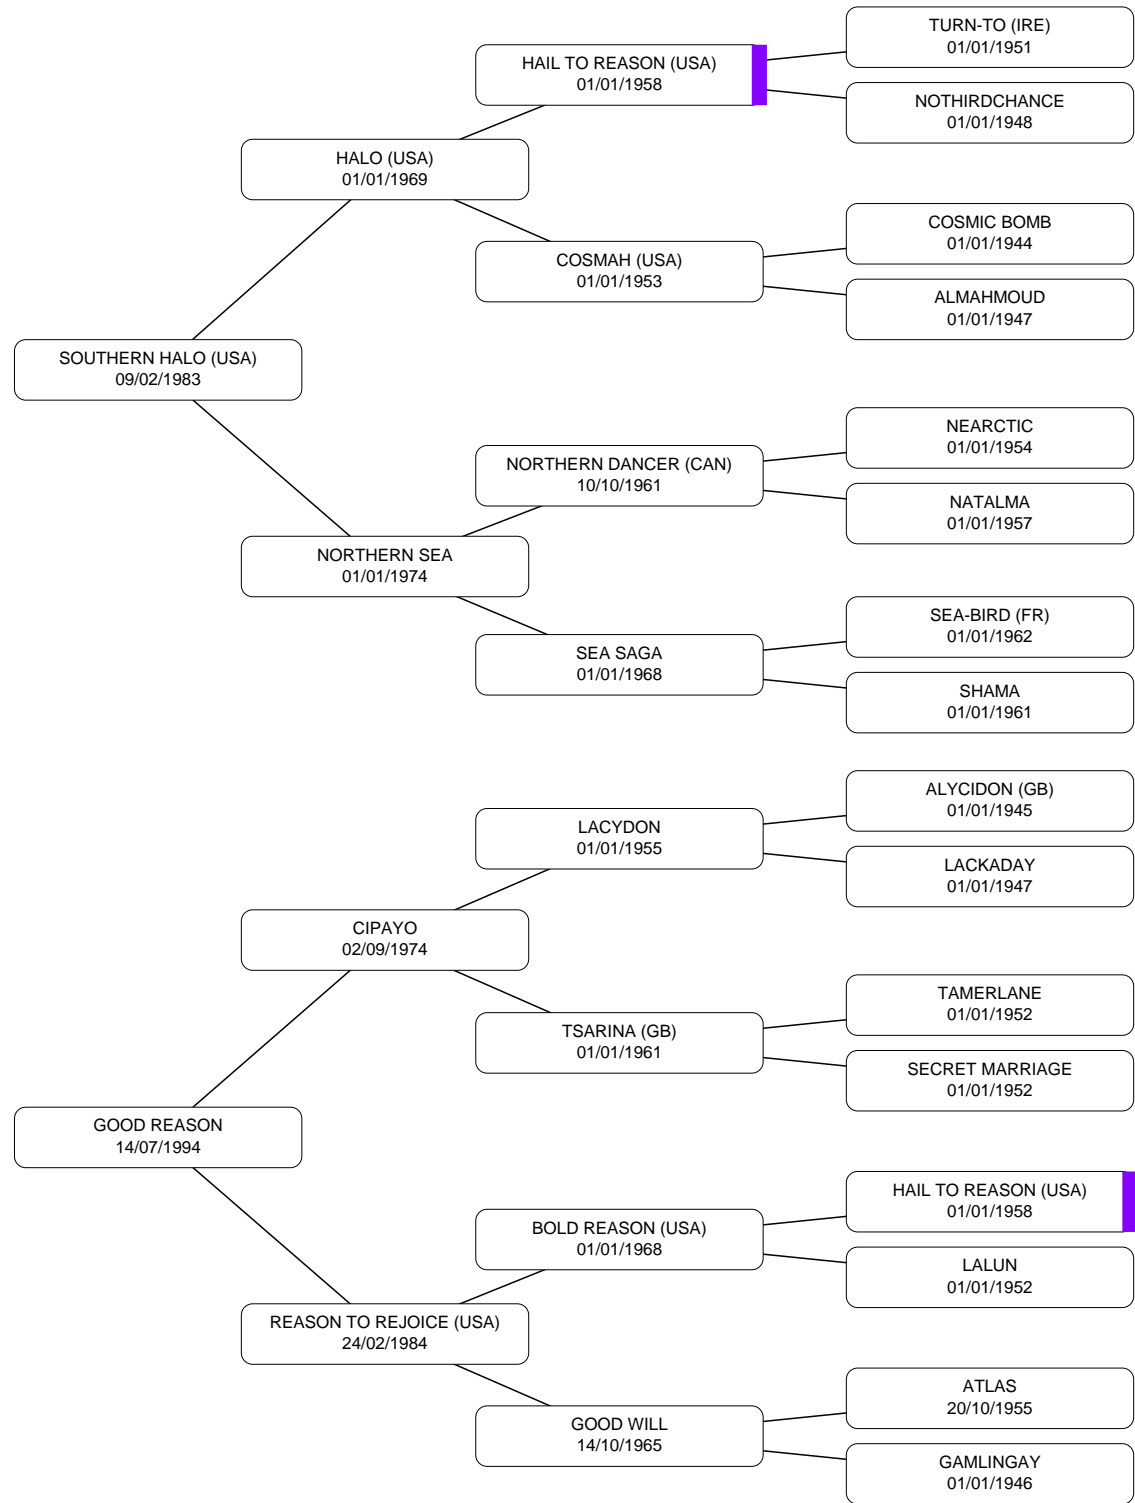 TURN-TO (IRE)
01/01/1951
HAIL TO REASON (USA)
01/01/1958
NOTHIRDCHANCE
01/01/1948
HALO (USA)
01/01/1969
COSMIC BOMB
01/01/1944
COSMAH (USA)
01/01/1953
ALMAHMOUD
01/01/1947
SOUTHERN HALO (USA)
09/02/1983
NEARCTIC
01/01/1954
NORTHERN DANCER (CAN)
10/10/1961
NATALMA
01/01/1957
NORTHERN SEA
01/01/1974
SEA-BIRD (FR)
01/01/1962
SEA SAGA
01/01/1968
SHAMA
01/01/1961
ALYCIDON (GB)
01/01/1945
LACYDON
01/01/1955
LACKADAY
01/01/1947
CIPAYO
02/09/1974
TAMERLANE
01/01/1952
TSARINA (GB)
01/01/1961
SECRET MARRIAGE
01/01/1952
GOOD REASON
14/07/1994
HAIL TO REASON (USA)
01/01/1958
BOLD REASON (USA)
01/01/1968
LALUN
01/01/1952
REASON TO REJOICE (USA)
24/02/1984
ATLAS
20/10/1955
GOOD WILL
14/10/1965
GAMLINGAY
01/01/1946